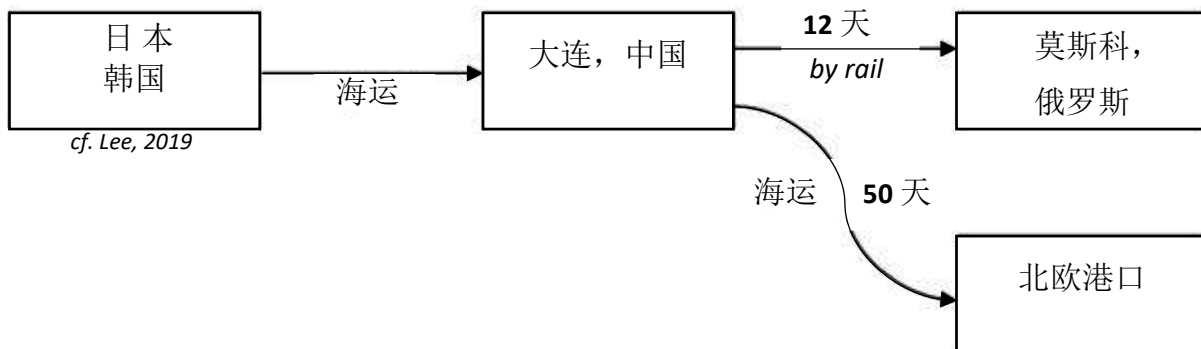 日 本
韩国
cf. Lee, 2019
海运
大连，中国
12 天
by rail
莫斯科，
俄罗斯
海运
50 天
北欧港口